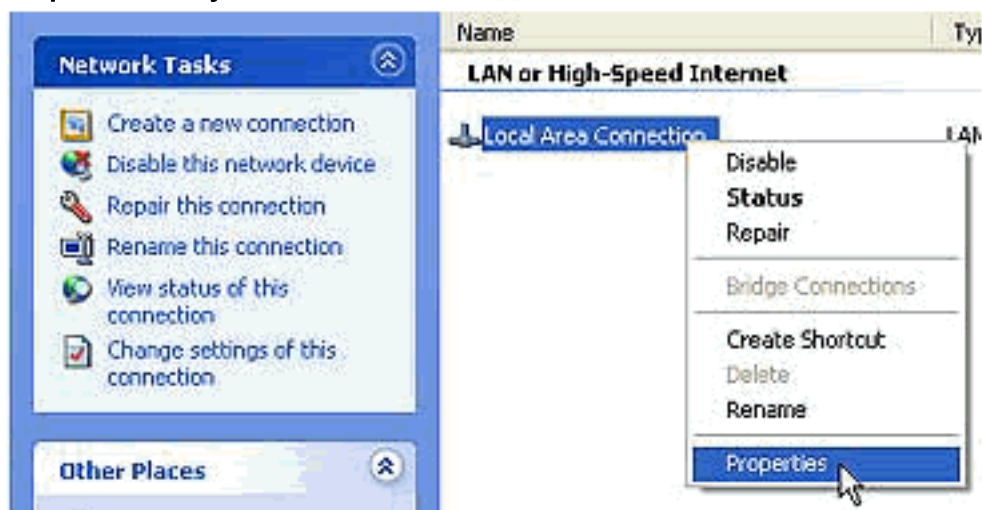 Name
Network Tasks
LAN or High-Speed Internet
Create a new connection
Disable this network device
Repair this connection
Rename this connection
View status of this
connection
Change settings of this
connection
Other Places
Local Area Connection
LAN
Disable
Status
Repair
Bridge Connections
Create Shortcut
Delete
Rename
Properties